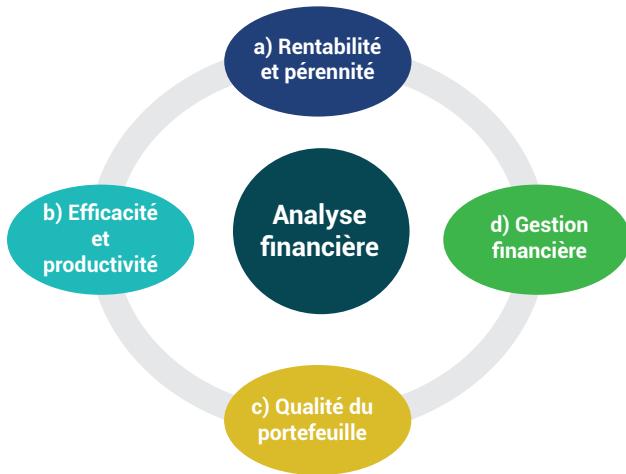 a) Rentabilité
et pérennité
b) Efficacité
et
productivité
Analyse
financière
d) Gestion
financière
c) Qualité du
portefeuille